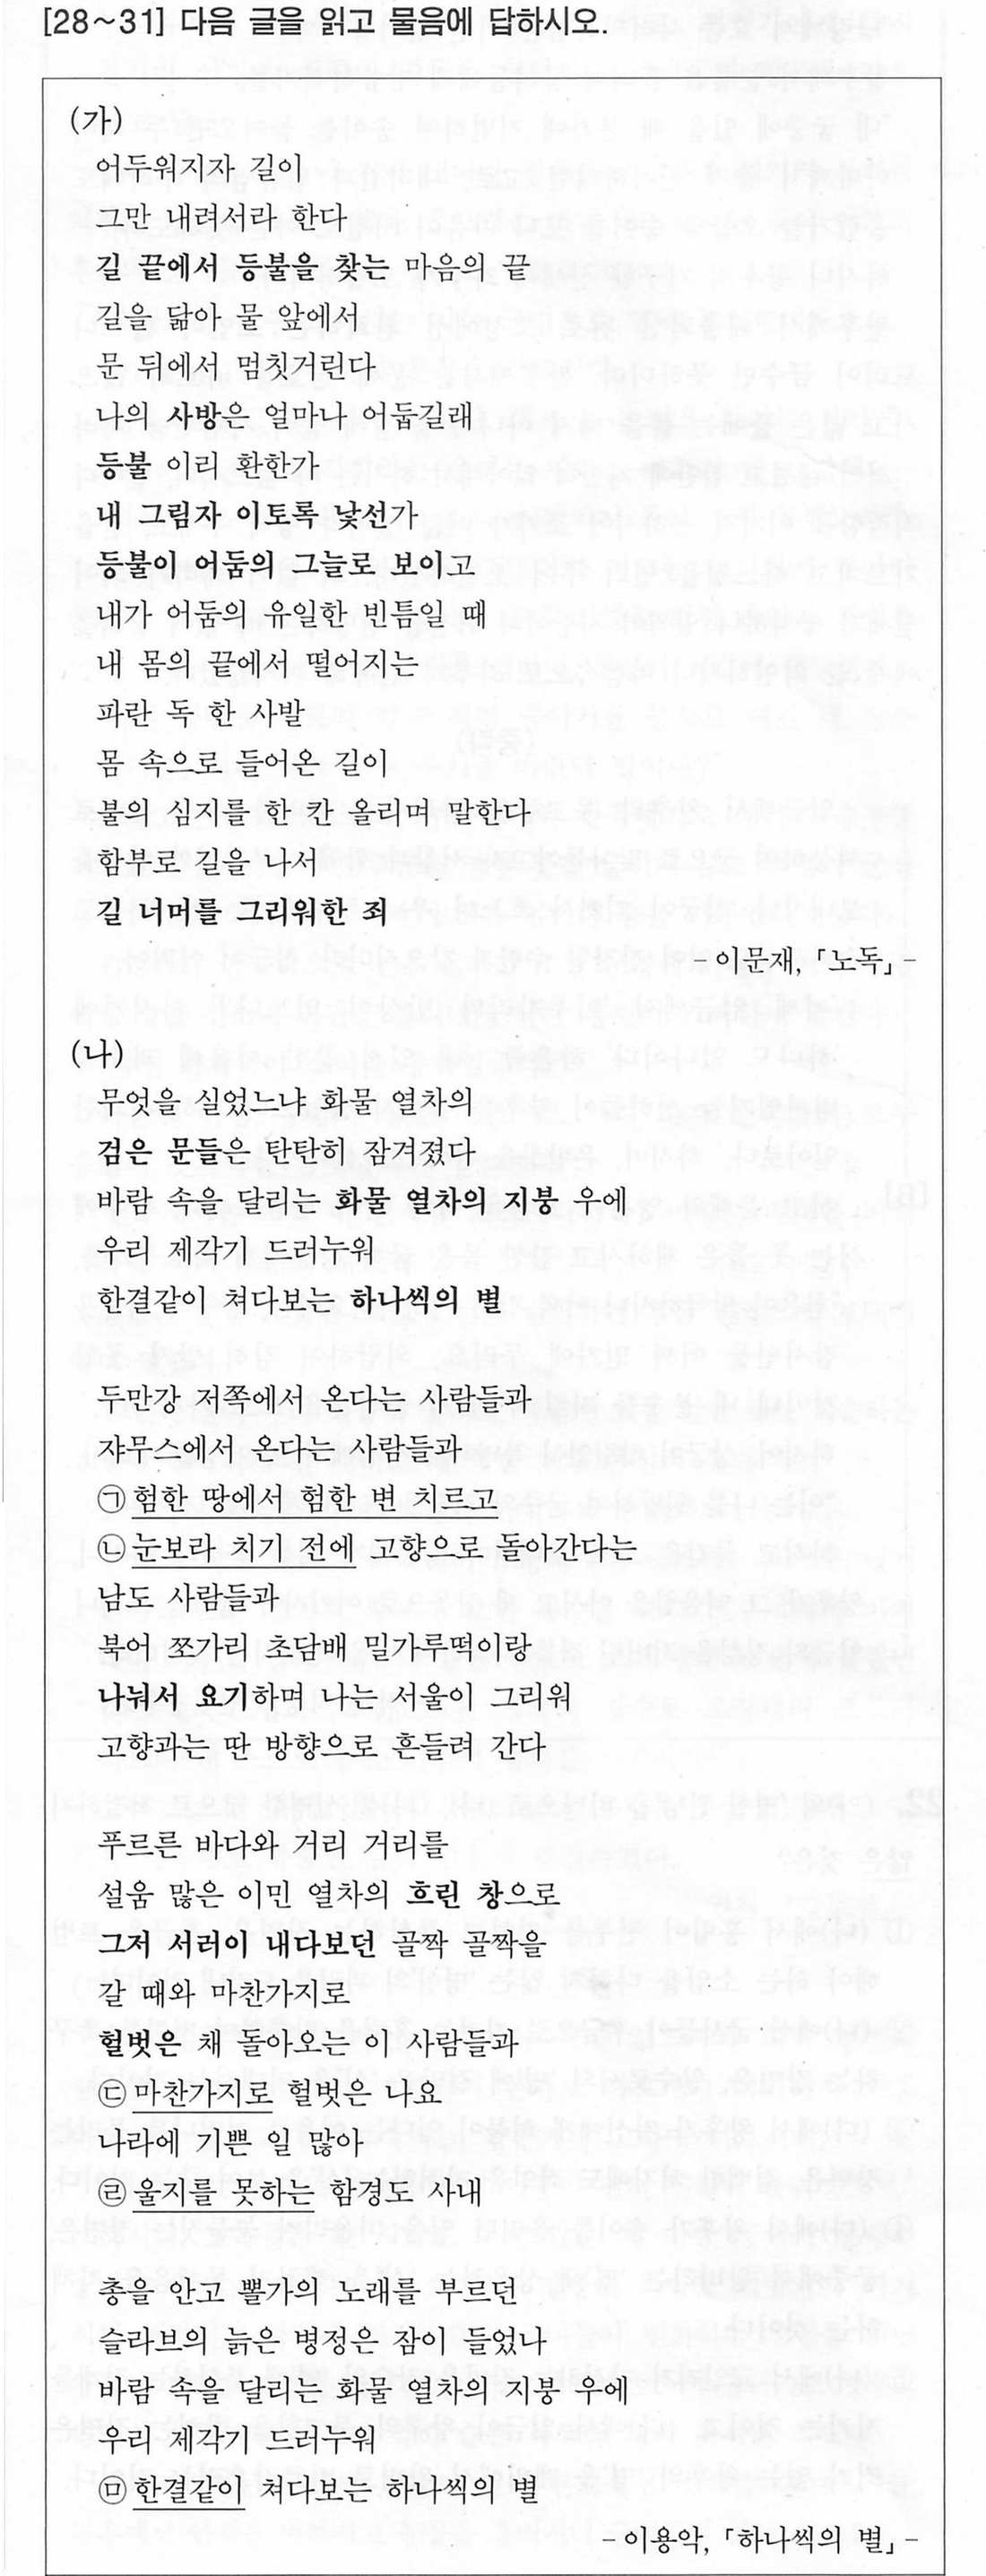 [28～31] 다음 글을 읽고 물음에 답하시오.
(가)
어두워지자 길이
그만 내려서라 한다
길 끝에서 등불을 찾는 마음의 끝
길을 닮아 물 앞에서
문 뒤에서 멈칫거린다
나의 사방은 얼마나 어둡길래
등불 이리 환한가
내 그림자 이토록 낯선가
등불이 어둠의 그늘로 보이고
내가 어둠의 유일한 빈틈일 때
내 몸의 끝에서 떨어지는
파란 독 한 사발
몸 속으로 들어온 길이
불의 심지를 한 칸 올리며 말한다
함부로 길을 나서
길 너머를 그리워한 죄
- 이문재, 「노독」 -
(나)
무엇을 실었느냐 화물 열차의
검은 문들은 탄탄히 잠겨졌다
바람 속을 달리는 화물 열차의 지붕 우에
우리 제각기 드러누워
한결같이 쳐다보는 하나씩의 별
두만강 저쪽에서 온다는 사람들과
쟈무스에서 온다는 사람들과
㉠험한 땅에서 험한 변 치르고
㉡눈보라 치기 전에 고향으로 돌아간다는
남도 사람들과
북어 쪼가리 초담배 밀가루떡이랑
나눠서 요기하며 나는 서울이 그리워
고향과는 딴 방향으로 흔들려 간다
푸르른 바다와 거리 거리를
설움 많은 이민 열차의 흐린 창으로
그저 서러이 내다보던 골짝 골짝을
갈 때와 마찬가지로
헐벗은 채 돌아오는 이 사람들과
㉢마찬가지로 헐벗은 나요
나라에 기쁜 일 많아
㉣울지를 못하는 함경도 사내
총을 안고 뽈가의 노래를 부르던
슬라브의 늙은 병정은 잠이 들었나
바람 속을 달리는 화물 열차의 지붕 우에
우리 제각기 드러누워
㉤한결같이 쳐다보는 하나씩의 별
- 이용악, 「하나씩의 별」 -